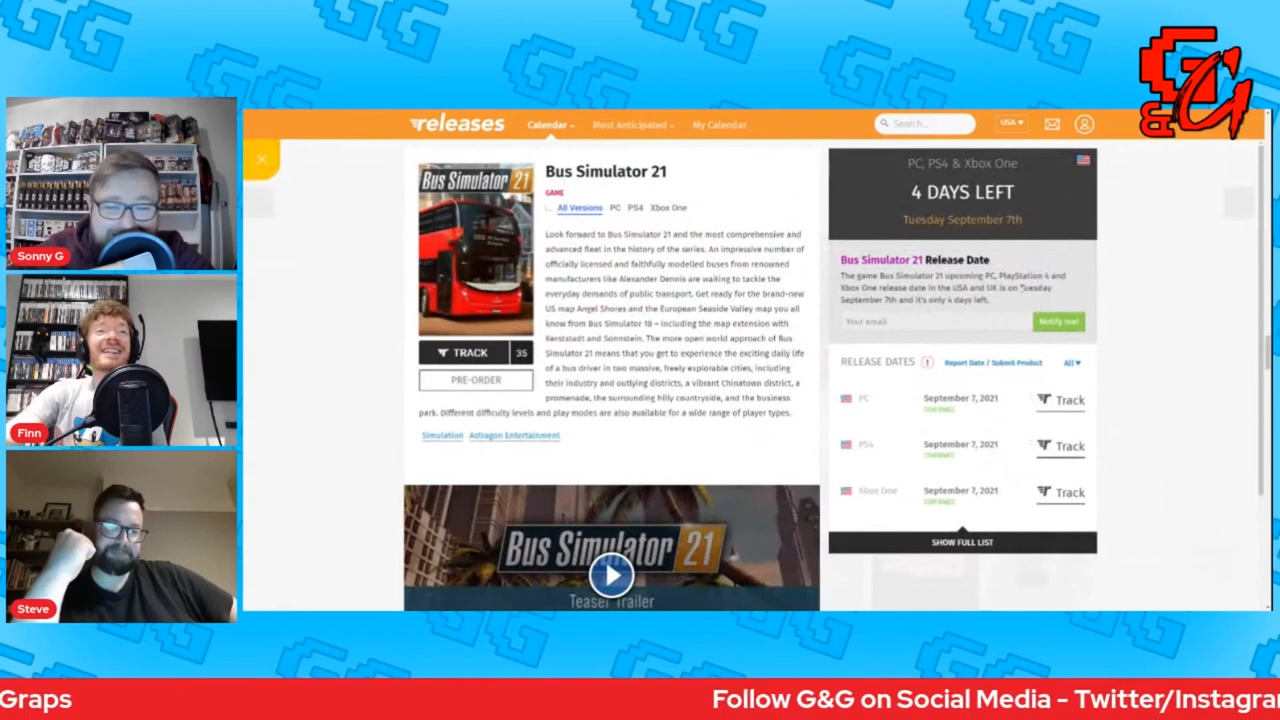 G
&G
Sonny G
Finn
Steve
releases
Calendar
Most Anticipated
My Calendar
Search...
USA
Bus Simulator 21
TRACK
35
PRE-ORDER
Bus Simulator 21
GAME
All Versions PC PS4 Xbox One
Look forward to Bus Simulator 21 and the most comprehensive and
advanced fleet in the history of the series. An impressive number of
officially licensed and faithfully modelled buses from renowned
manufacturers like Alexander Dennis are waiting to tackle the
everyday demands of public transport. Get ready for the brand-new
US map Angel Shores and the European Seaside Valley map you all
know from Bus Simulator 18 – including the map extension with
Kerststadt and Sonnstein. The more open world approach of Bus
Simulator 21 means that you get to experience the exciting daily life
of a bus driver in two massive, freely explorable cities, including
their industry and outlying districts, a vibrant Chinatown district, a
promenade, the surrounding hilly countryside, and the business
park. Different difficulty levels and play modes are also available for a wide range of player types.
Simulation Astragon Entertainment
Bus Simulator 21
Teaser Trailer
PC, PS4 & Xbox One
4 DAYS LEFT
Tuesday September 7th
Bus Simulator 21 Release Date
The game Bus Simulator 21 upcoming PC, PlayStation 4 and
Xbox One release date in the USA and UK is on Tuesday
September 7th and it's only 4 days left.
Your email
Notify me!
RELEASE DATES
Report Date / Submit Product
All
PC
September 7, 2021
CONFIRMED
Track
PS4
September 7, 2021
CONFIRMED
Track
Xbox One
September 7, 2021
CONFIRMED
Track
SHOW FULL LIST
Graps
Follow G&G on Social Media - Twitter/Instagra